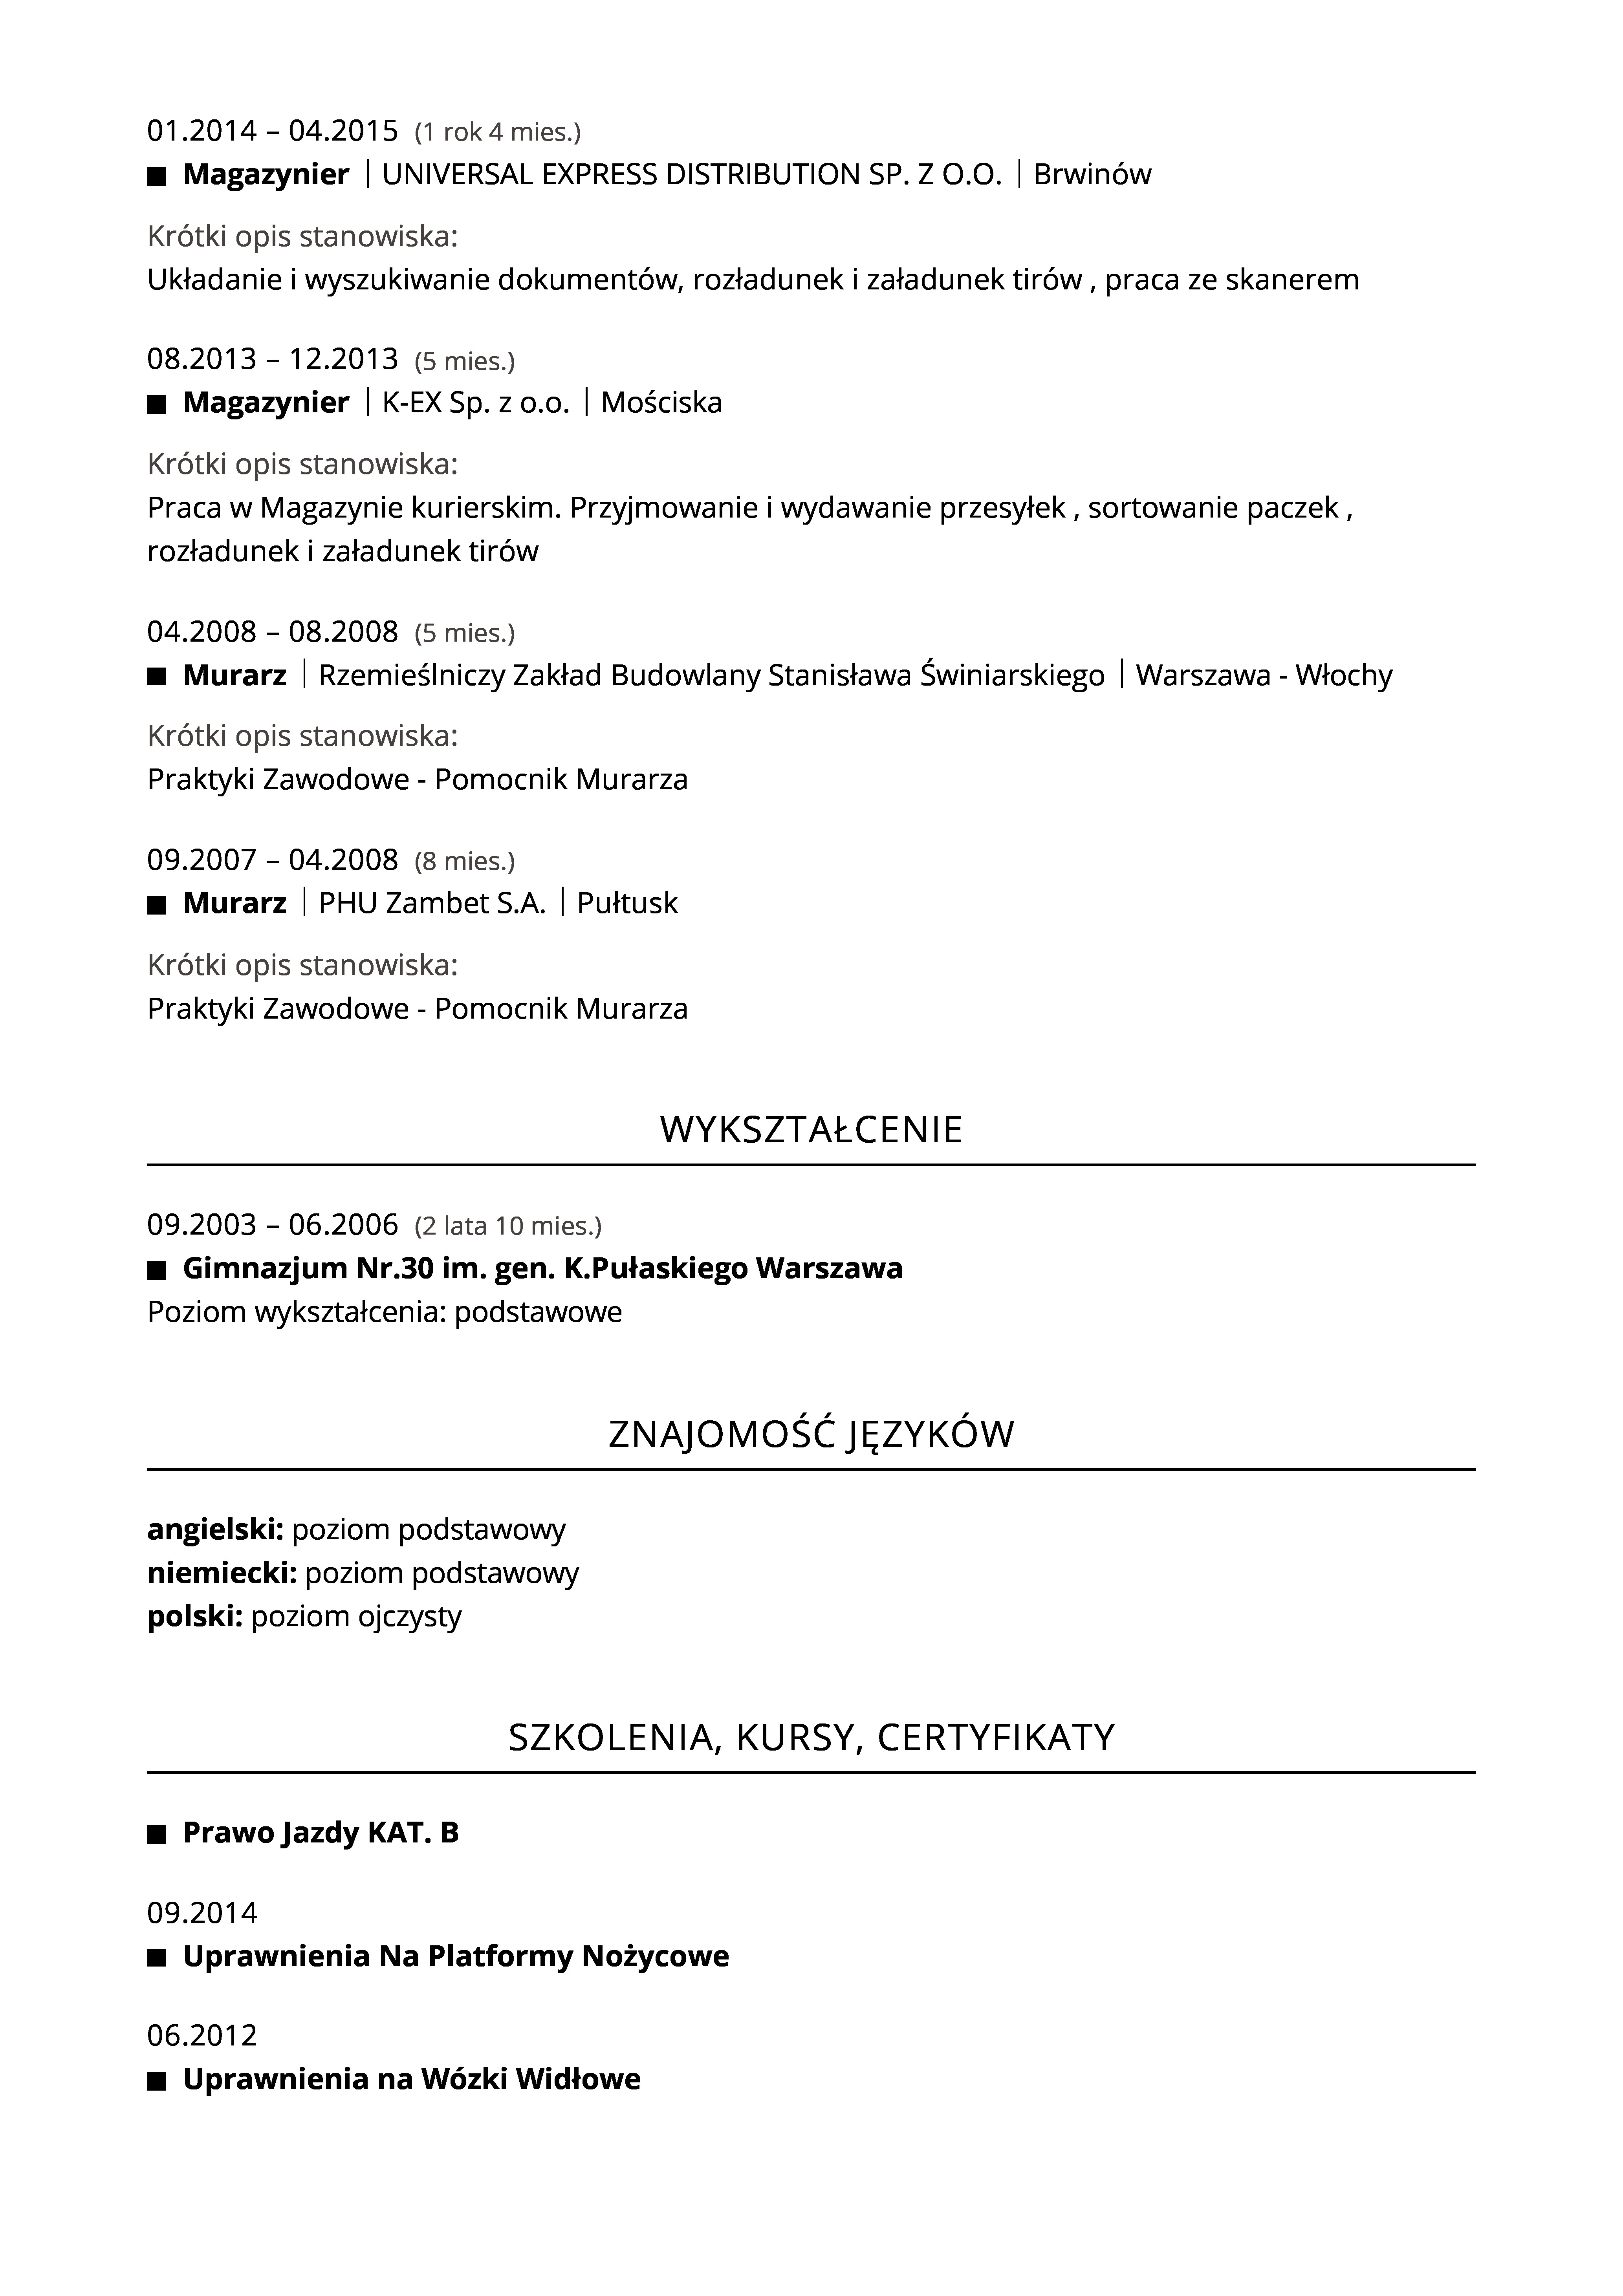 01.2014 – 04.2015 (1 rok 4 mies.)
■ Magazynier | UNIVERSAL EXPRESS DISTRIBUTION SP. Z O.O. | Brwinów
Krótki opis stanowiska:
Układanie i wyszukiwanie dokumentów, rozładunek i załadunek tirów , praca ze skanerem
08.2013 – 12.2013 (5 mies.)
■ Magazynier | K-EX Sp. z o.o. | Mościska
Krótki opis stanowiska:
Praca w Magazynie kurierskim. Przyjmowanie i wydawanie przesyłek , sortowanie paczek ,
rozładunek i załadunek tirów
04.2008 – 08.2008 (5 mies.)
■ Murarz | Rzemieślniczy Zakład Budowlany Stanisława Świniarskiego | Warszawa - Włochy
Krótki opis stanowiska:
Praktyki Zawodowe - Pomocnik Murarza
09.2007 – 04.2008 (8 mies.)
■ Murarz | PHU Zambet S.A. | Pułtusk
Krótki opis stanowiska:
Praktyki Zawodowe - Pomocnik Murarza
WYKSZTAŁCENIE
09.2003 – 06.2006 (2 lata 10 mies.)
■ Gimnazjum Nr.30 im. gen. K.Pułaskiego Warszawa
Poziom wykształcenia: podstawowe
ZNAJOMOŚĆ JĘZYKÓW
angielski: poziom podstawowy
niemiecki: poziom podstawowy
polski: poziom ojczysty
SZKOLENIA, KURSY, CERTYFIKATY
■ Prawo Jazdy KAT. B
09.2014
■ Uprawnienia Na Platformy Nożycowe
06.2012
■ Uprawnienia na Wózki Widłowe